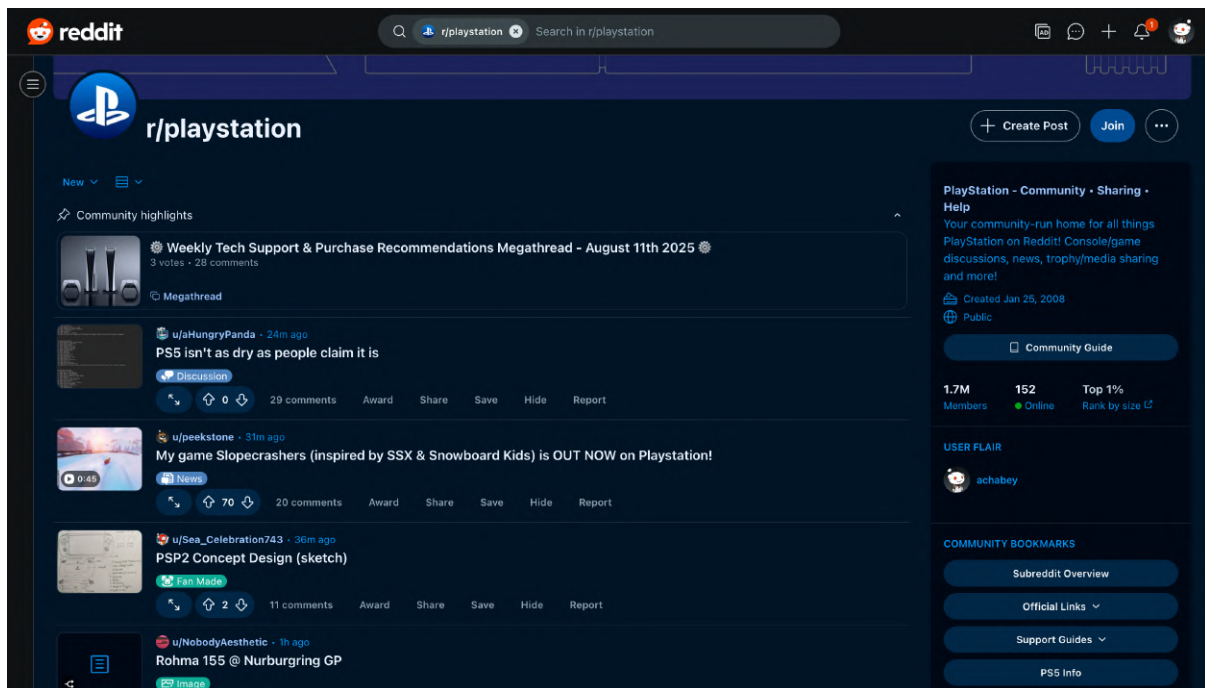 reddit
r/playstation
Search in r/playstation
AD
1
r/playstation
Create Post
Join
New
Community highlights
Weekly Tech Support & Purchase Recommendations Megathread - August 11th 2025
3 votes • 28 comments
Megathread
u/aHungryPanda • 24m ago
PS5 isn't as dry as people claim it is
Discussion
0 29 comments Award Share Save Hide Report
u/peekstone • 31m ago
My game Slopecrashers (inspired by SSX & Snowboard Kids) is OUT NOW on Playstation!
0:45
News
70 20 comments Award Share Save Hide Report
u/Sea_Celebration743 • 36m ago
PSP2 Concept Design (sketch)
Fan Made
2 11 comments Award Share Save Hide Report
u/NobodyAesthetic • 1h ago
Rohma 155 @ Nurburgring GP
Image
PlayStation - Community • Sharing •
Help
Your community-run home for all things
PlayStation on Reddit! Console/game
discussions, news, trophy/media sharing
and more!
Created Jan 25, 2008
Public
Community Guide
1.7M 152 Top 1%
Members Online Rank by size
USER FLAIR
achabey
COMMUNITY BOOKMARKS
Subreddit Overview
Official Links
Support Guides
PS5 Info